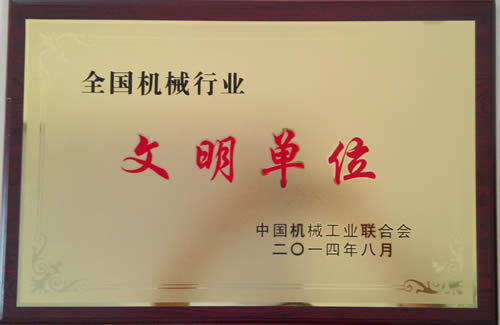 全国机械行业
文明单位
中国机械工业联合会
二〇一四年八月